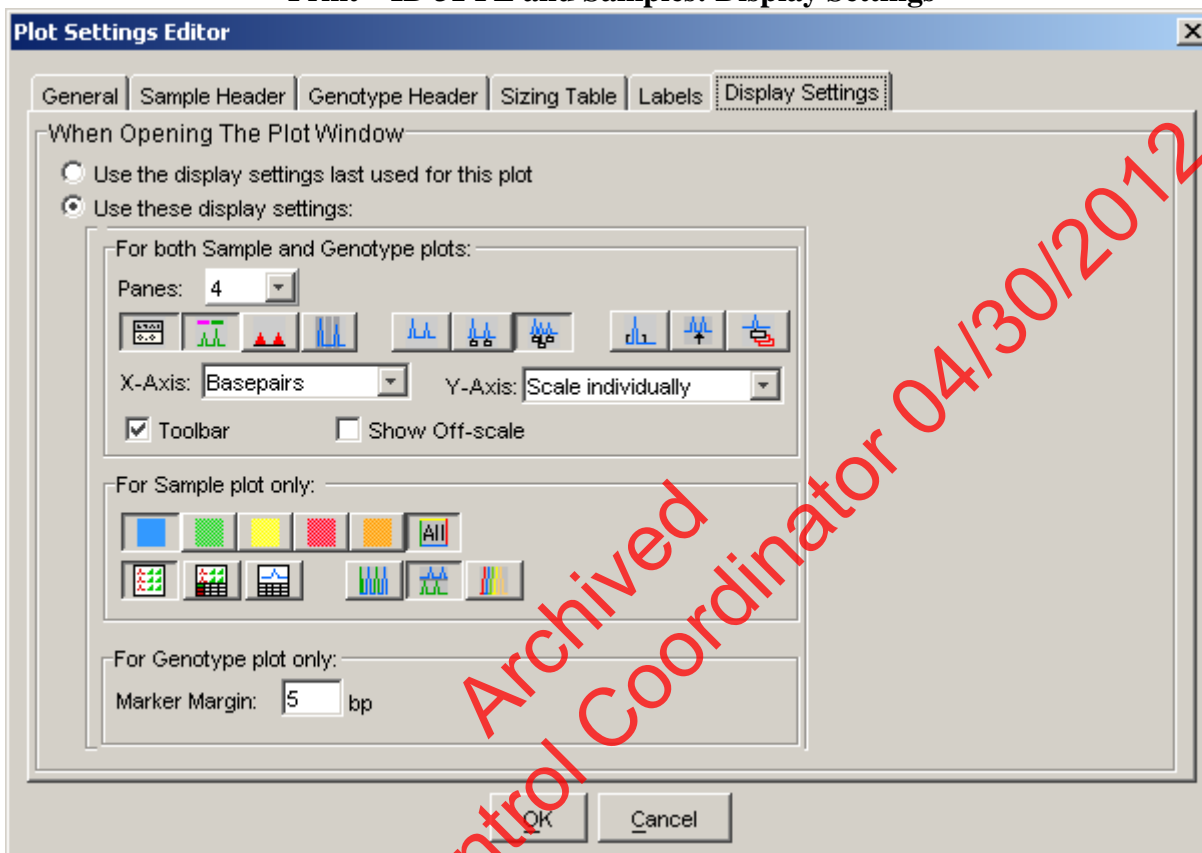 Plot Settings Editor
General Sample Header Genotype Header Sizing Table Labels Display Settings
When Opening The Plot Window
Use the display settings last used for this plot
Use these display settings:
For both Sample and Genotype plots:
Panes: 4
X-Axis: Basepairs Y-Axis: Scale individually
Toolbar Show Off-scale
For Sample plot only:
All
For Genotype plot only:
Marker Margin: 5 bp
OK Cancel
Archived
Coordinator 04/30/2012